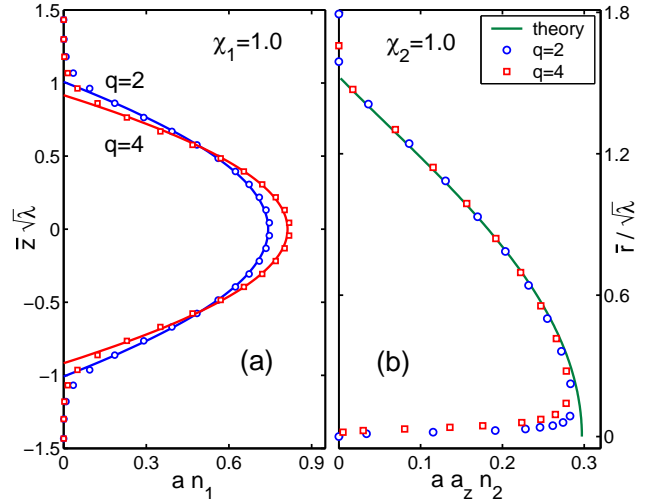 1.5
1
0.5
0
−0.5
−1
−1.5
z̄ √λ
0
0.3
0.6
0.9
a n₁
χ₁=1.0
q=2
q=4
(a)
χ₂=1.0
theory
q=2
q=4
(b)
0
0.1
0.2
0.3
a a_z n₂
1.8
1.2
0.6
0
r̄ / √λ